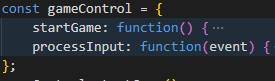 const gameControl = {
startGame: function() {···
processInput: function(event) {
};